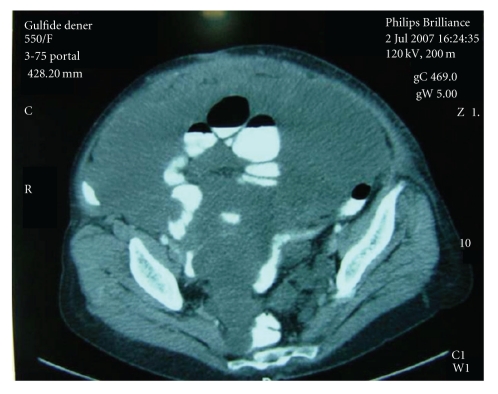 Gulfide dener
550/F
3-75 portal
428.20 mm
C
R
Philips Brilliance
2 Jul 2007 16:24:35
120 kV, 200 m
gC 469.0
gW 5.00
Z 1.
10
C1
W1